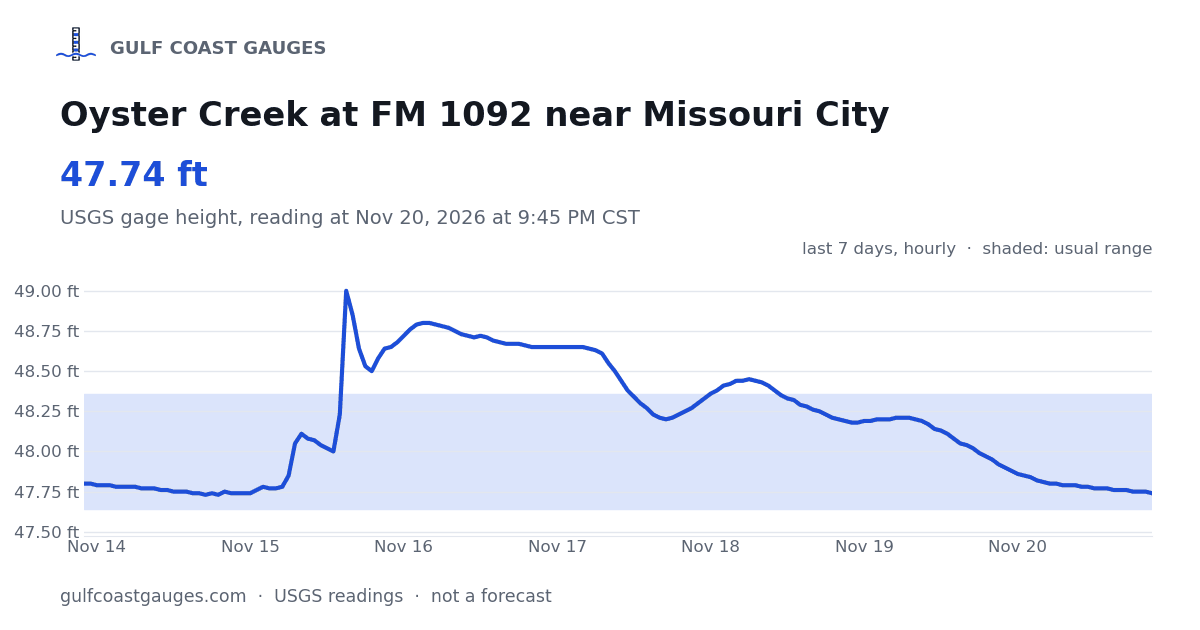 GULF COAST GAUGES
Oyster Creek at FM 1092 near Missouri City
47.74 ft
USGS gage height, reading at Nov 20, 2026 at 9:45 PM CST
last 7 days, hourly · shaded: usual range
49.00 ft
48.75 ft
48.50 ft
48.25 ft
48.00 ft
47.75 ft
47.50 ft
Nov 14 Nov 15 Nov 16 Nov 17 Nov 18 Nov 19 Nov 20
gulfcoastgauges.com · USGS readings · not a forecast